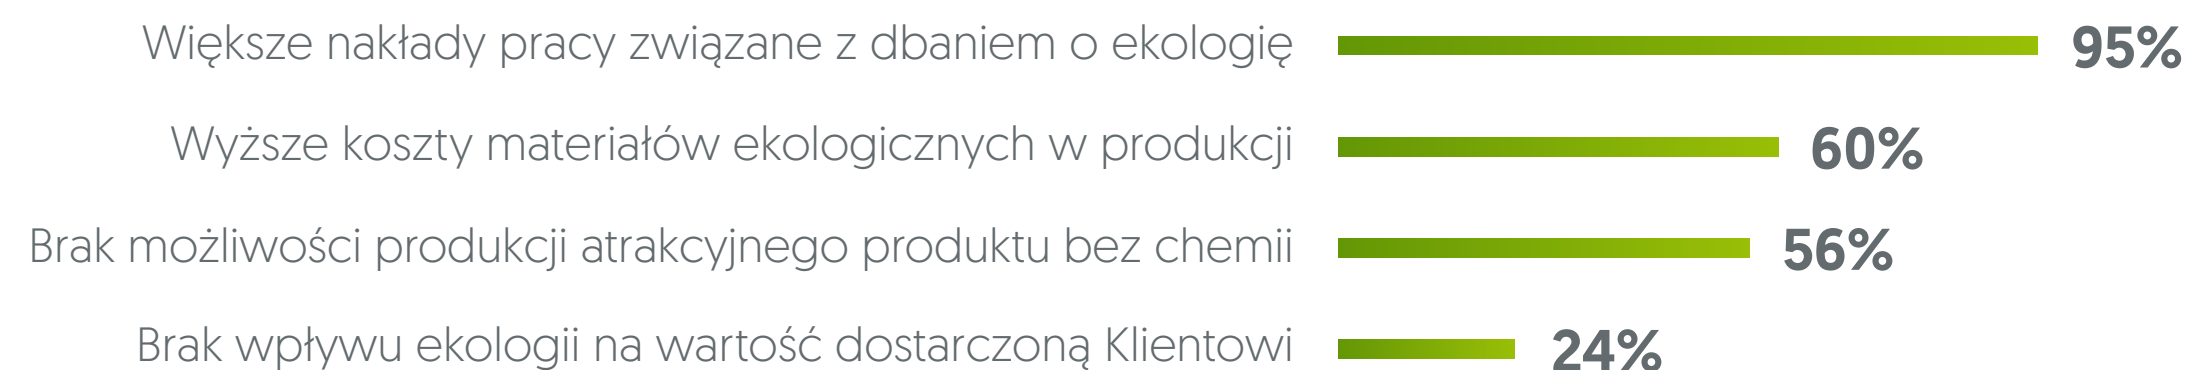 Większe nakłady pracy związane z dbaniem o ekologię 95%
Wyższe koszty materiałów ekologicznych w produkcji 60%
Brak możliwości produkcji atrakcyjnego produktu bez chemii 56%
Brak wpływu ekologii na wartość dostarczoną Klientowi 24%